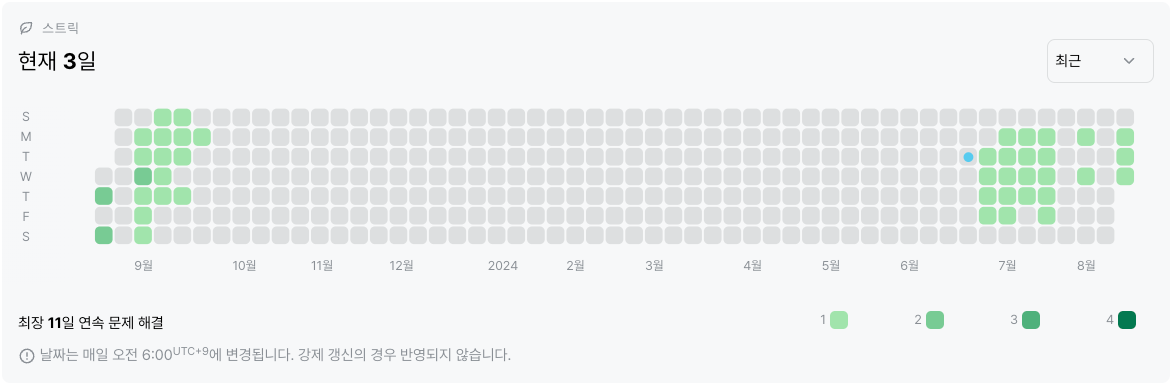 스트릭
현재 3일
최근
S
M
T
W
T
F
S
9월 10월 11월 12월 2024 2월 3월 4월 5월 6월 7월 8월
최장 11일 연속 문제 해결
1 2 3 4
날짜는 매일 오전 6:00UTC+9에 변경됩니다. 강제 갱신의 경우 반영되지 않습니다.